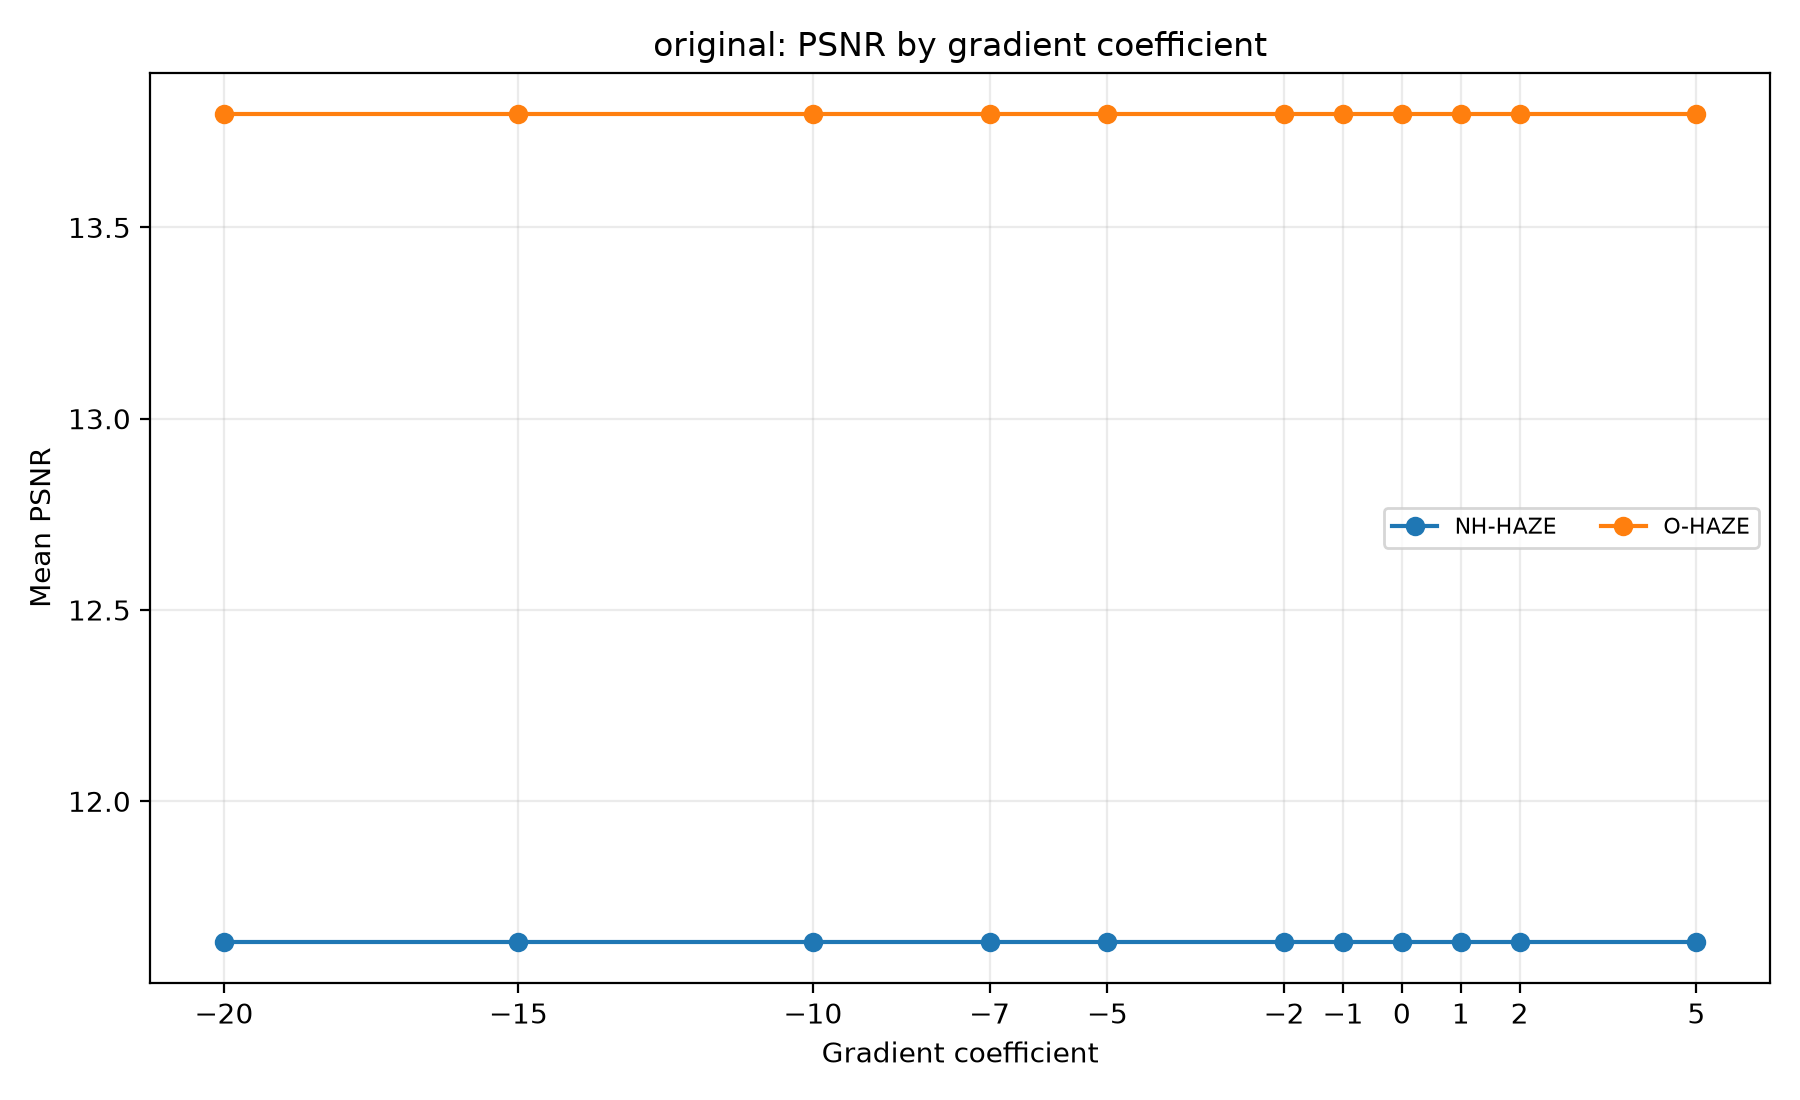 original: PSNR by gradient coefficient
Mean PSNR
13.5
13.0
12.5
12.0
NH-HAZE O-HAZE
−20 −15 −10 −7 −5 −2 −1 0 1 2 5
Gradient coefficient